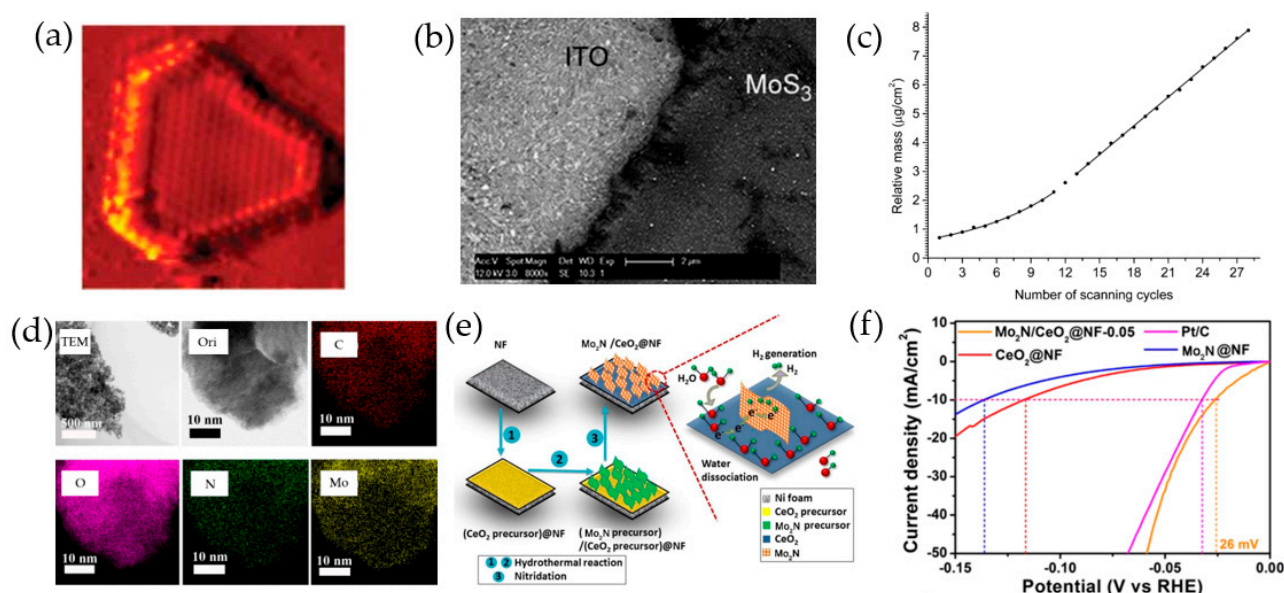 (a)
(b)
ITO
MoS₃
Acc.V Spot Magn Det WD Exp
12.0 kV 3.0 8000x SE 10.3 1 2 μm
(c)
Relative mass (μg/cm²)
8
7
6
5
4
3
2
1
0
0 3 6 9 12 15 18 21 24 27
Number of scanning cycles
(d)
TEM
500 nm
Ori
10 nm
C
10 nm
O
10 nm
N
10 nm
Mo
10 nm
(e)
NF
Mo₂N /CeO₂@NF
1
2
3
(CeO₂ precursor)@NF
(Mo₂N precursor)
/(CeO₂ precursor)@NF
1 2 Hydrothermal reaction
3 Nitridation
H₂ generation
H₂
H₂O
e⁻
e⁻
e⁻
Water
dissociation
Ni foam
CeO₂ precursor
Mo₂N precursor
CeO₂
Mo₂N
(f)
Current density (mA/cm²)
10
0
-10
-20
-30
-40
-50
Mo₂N/CeO₂@NF-0.05
CeO₂@NF
Pt/C
Mo₂N @NF
26 mV
-0.15 -0.10 -0.05 0.00
Potential (V vs RHE)